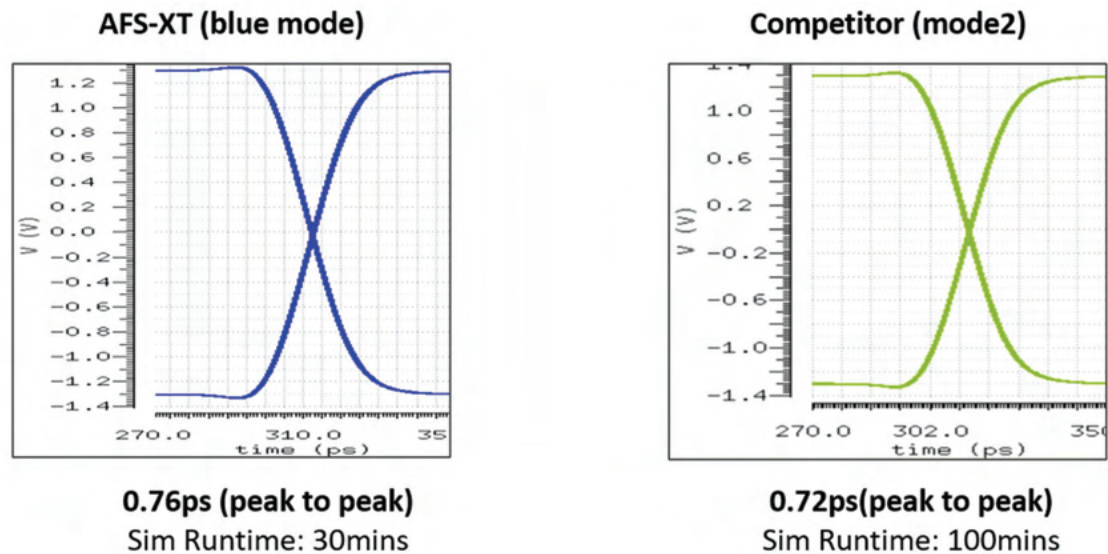 AFS-XT (blue mode)
1.2
1.0
0.8
0.6
0.4
0.2
0.0
-0.2
-0.4
-0.6
-0.8
-1.0
-1.2
-1.4
V (V)
270.0 310.0 35
time (ps)
0.76ps (peak to peak)
Sim Runtime: 30mins
Competitor (mode2)
1.4
1.0
0.6
0.2
-0.2
-0.6
-1.0
-1.4
V (V)
270.0 302.0 350
time (ps)
0.72ps(peak to peak)
Sim Runtime: 100mins